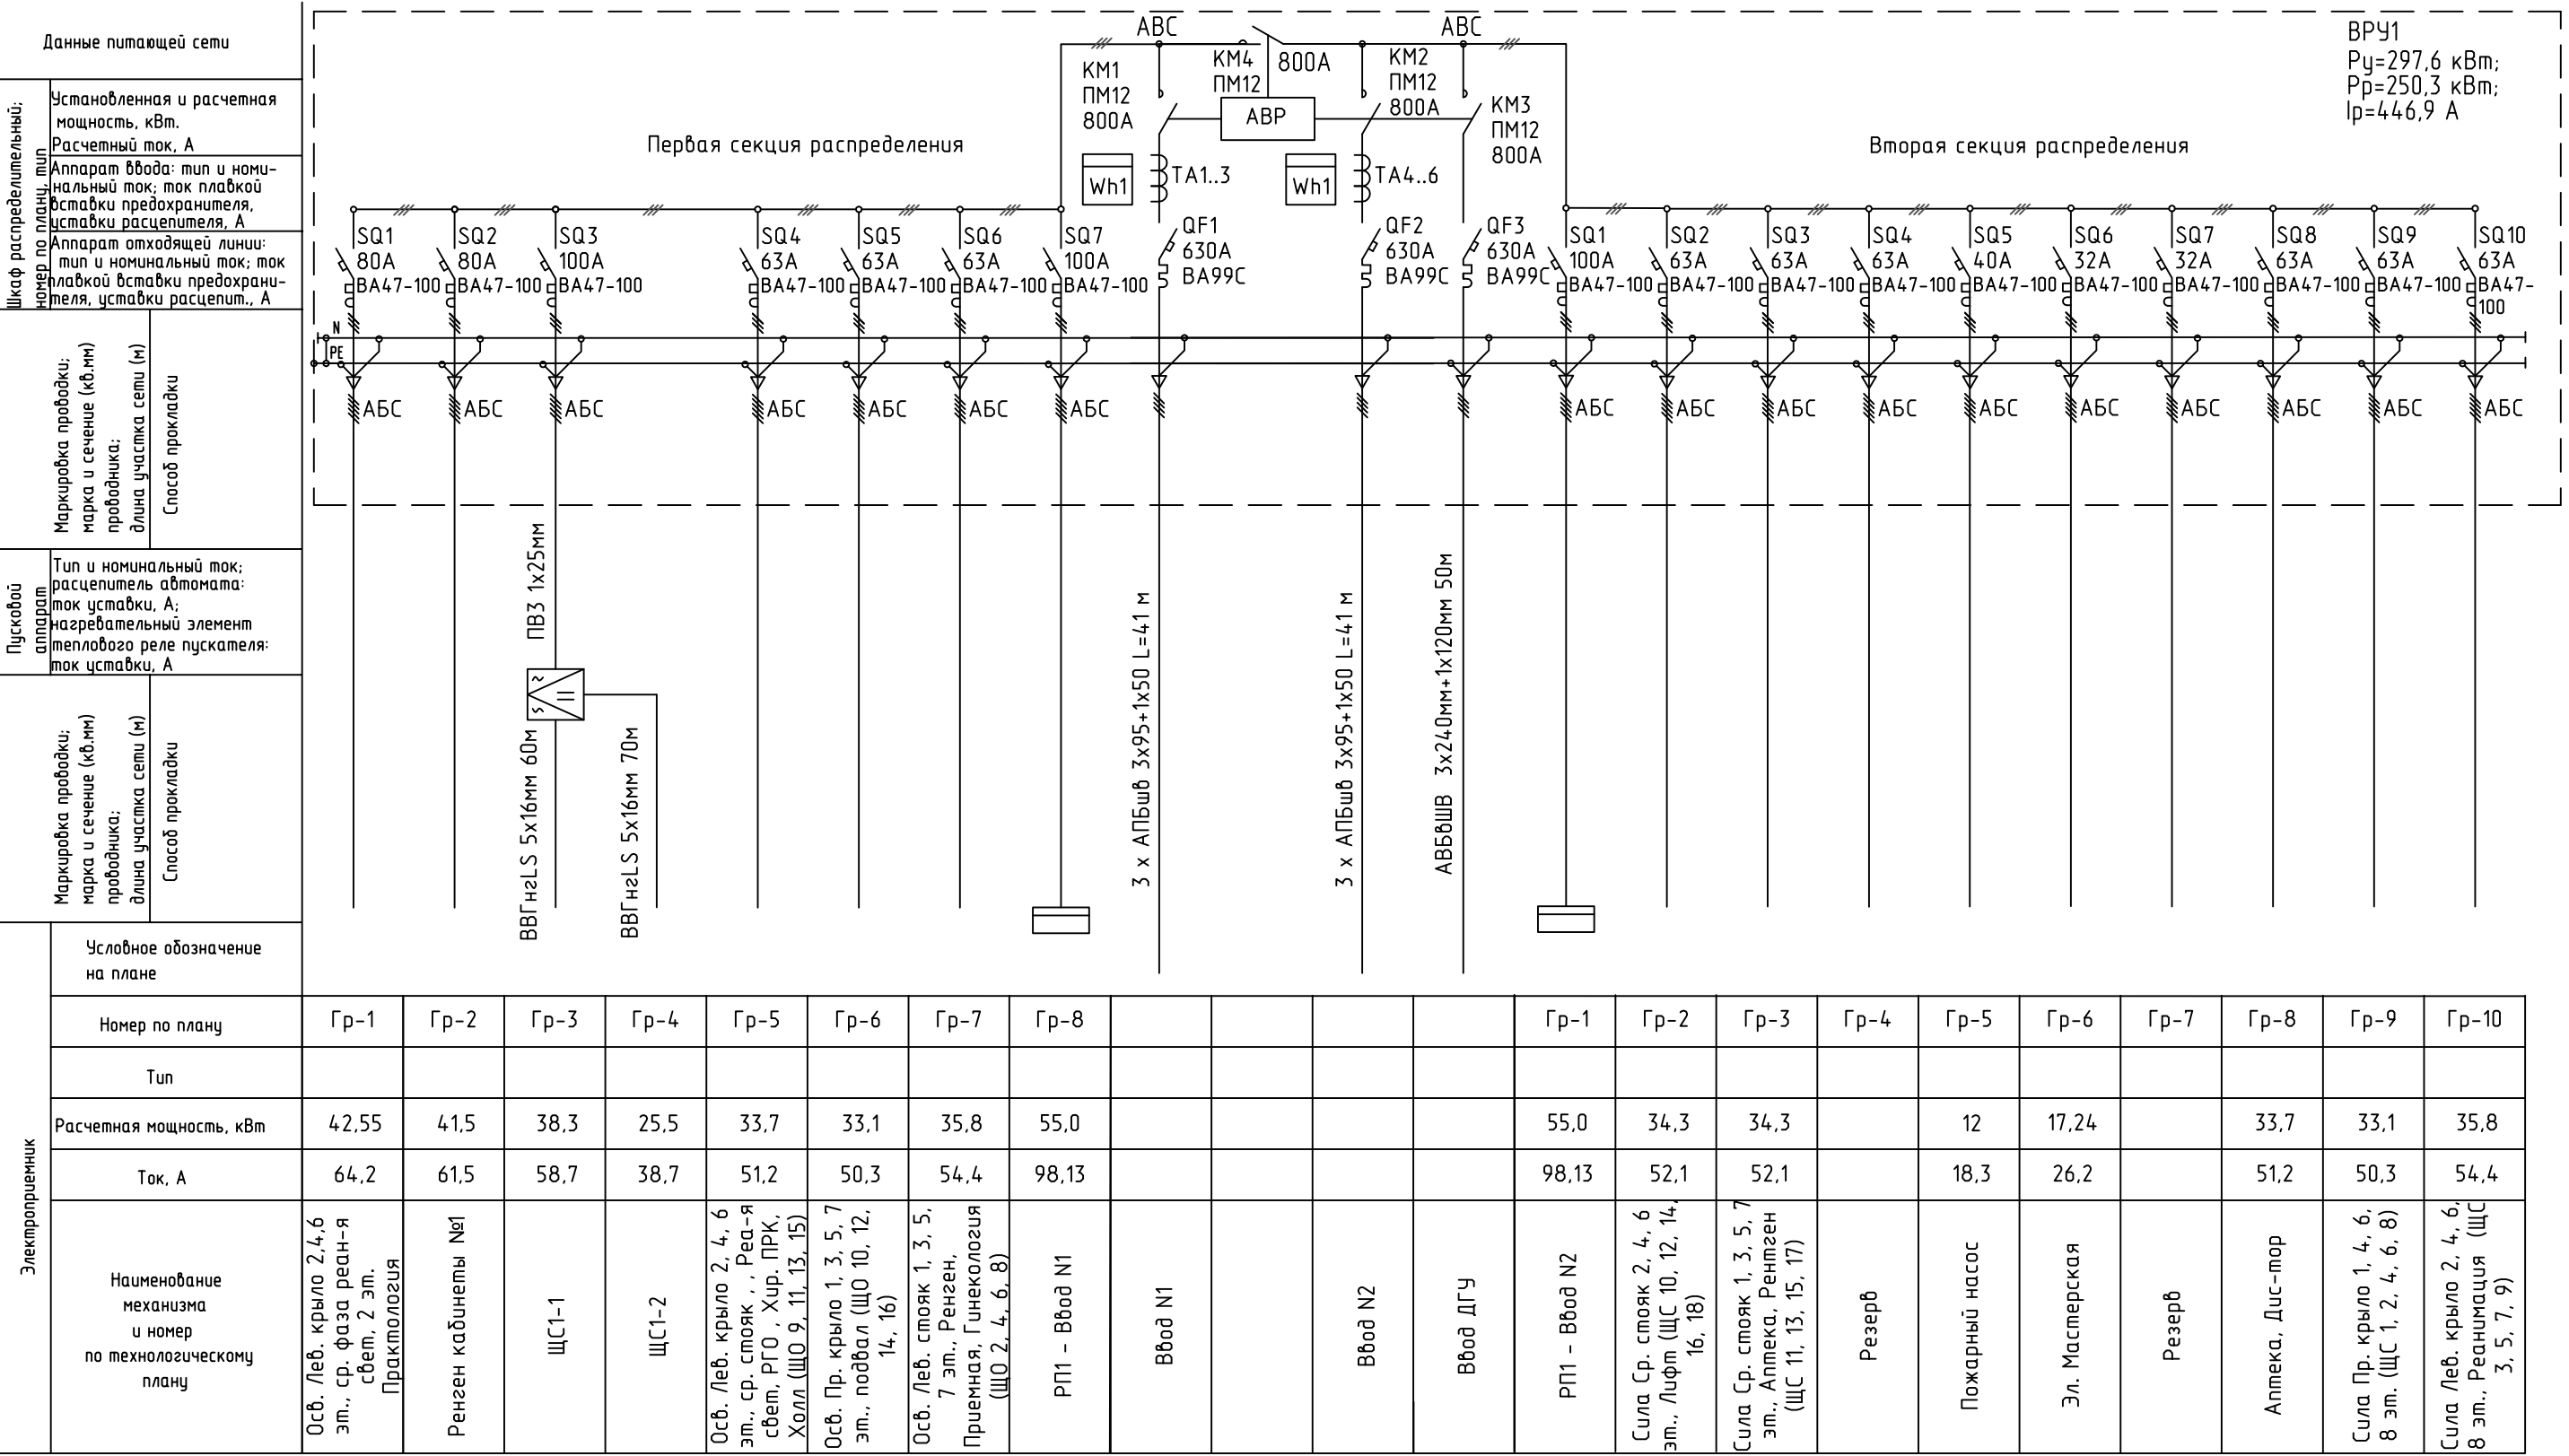 Данные питающей сети
Шкаф распределительный;
номер по плану, тип
Установленная и расчетная
мощность, кВт.
Расчетный ток, А
Аппарат ввода: тип и номи-
нальный ток; ток плавкой
вставки предохранителя,
уставки расцепителя, А
Аппарат отходящей линии:
тип и номинальный ток; ток
плавкой вставки предохрани-
теля, уставки расцепит., А
Маркировка проводки;
марка и сечение (кв.мм)
проводника;
длина участка сети (м)
Способ прокладки
Пусковой
аппарат
Тип и номинальный ток;
расцепитель автомата:
ток уставки, А;
нагревательный элемент
теплового реле пускателя:
ток уставки, А
Маркировка проводки;
марка и сечение (кв.мм)
проводника;
длина участка сети (м)
Способ прокладки
Первая секция распределения
Вторая секция распределения
ВРУ1
Ру=297,6 кВт;
Рр=250,3 кВт;
Iр=446,9 А
АВС
АВС
КМ1
ПМ12
800А
КМ4
ПМ12
800А
АВР
КМ2
ПМ12
800А
КМ3
ПМ12
800А
Wh1
ТА1..3
Wh1
ТА4..6
SQ1
80А
ВА47-100
SQ2
80А
ВА47-100
SQ3
100А
ВА47-100
SQ4
63А
ВА47-100
SQ5
63А
ВА47-100
SQ6
63А
ВА47-100
SQ7
100А
ВА47-100
QF1
630А
ВА99С
QF2
630А
ВА99С
QF3
630А
ВА99С
SQ1
100А
ВА47-100
SQ2
63А
ВА47-100
SQ3
63А
ВА47-100
SQ4
63А
ВА47-100
SQ5
40А
ВА47-100
SQ6
32А
ВА47-100
SQ7
32А
ВА47-100
SQ8
63А
ВА47-100
SQ9
63А
ВА47-100
SQ10
63А
ВА47-
100
N
PE
АБС АБС АБС АБС АБС АБС АБС АБС АБС АБС АБС АБС АБС АБС АБС АБС АБС
ПВ3 1х25мм
ВВГнгLS 5х16мм 60м
ВВГнгLS 5х16мм 70м
3 х АПБшв 3х95+1х50 L=41 м
3 х АПБшв 3х95+1х50 L=41 м
АВБВШВ 3х240мм+1х120мм 50м
Электроприемник
Условное обозначение
на плане
Номер по плану Гр-1 Гр-2 Гр-3 Гр-4 Гр-5 Гр-6 Гр-7 Гр-8 Гр-1 Гр-2 Гр-3 Гр-4 Гр-5 Гр-6 Гр-7 Гр-8 Гр-9 Гр-10
Тип
Расчетная мощность, кВт 42,55 41,5 38,3 25,5 33,7 33,1 35,8 55,0 55,0 34,3 34,3 12 17,24 33,7 33,1 35,8
Ток, А 64,2 61,5 58,7 38,7 51,2 50,3 54,4 98,13 98,13 52,1 52,1 18,3 26,2 51,2 50,3 54,4
Наименование
механизма
и номер
по технологическому
плану
Осв. Лев. крыло 2,4,6
эт., ср. фаза реан-я
свет, 2 эт.
Практология
Ренген кабинеты №1
ЩС1-1
ЩС1-2
Осв. Лев. крыло 2, 4, 6
эт., ср. стояк , , Реа-я
свет, РГО , Хир. ПРК,
Холл (ЩО 9, 11, 13, 15)
Осв. Пр. крыло 1, 3, 5, 7
эт., подвал (ЩО 10, 12,
14, 16)
Осв. Лев. стояк 1, 3, 5,
7 эт., Ренген,
Приемная, Гинекология
(ЩО 2, 4, 6, 8)
РП1 - Ввод N1
Ввод N1
Ввод N2
Ввод ДГУ
РП1 - Ввод N2
Сила Ср. стояк 2, 4, 6
эт., Лифт (ЩС 10, 12, 14,
16, 18)
Сила Ср. стояк 1, 3, 5, 7
эт., Аптека, Рентген
(ЩС 11, 13, 15, 17)
Резерв
Пожарный насос
Эл. Мастерская
Резерв
Аптека, Дис-тор
Сила Пр. крыло 1, 4, 6,
8 эт. (ЩС 1, 2, 4, 6, 8)
Сила Лев. крыло 2, 4, 6,
8 эт., Реанимация (ЩС
3, 5, 7, 9)